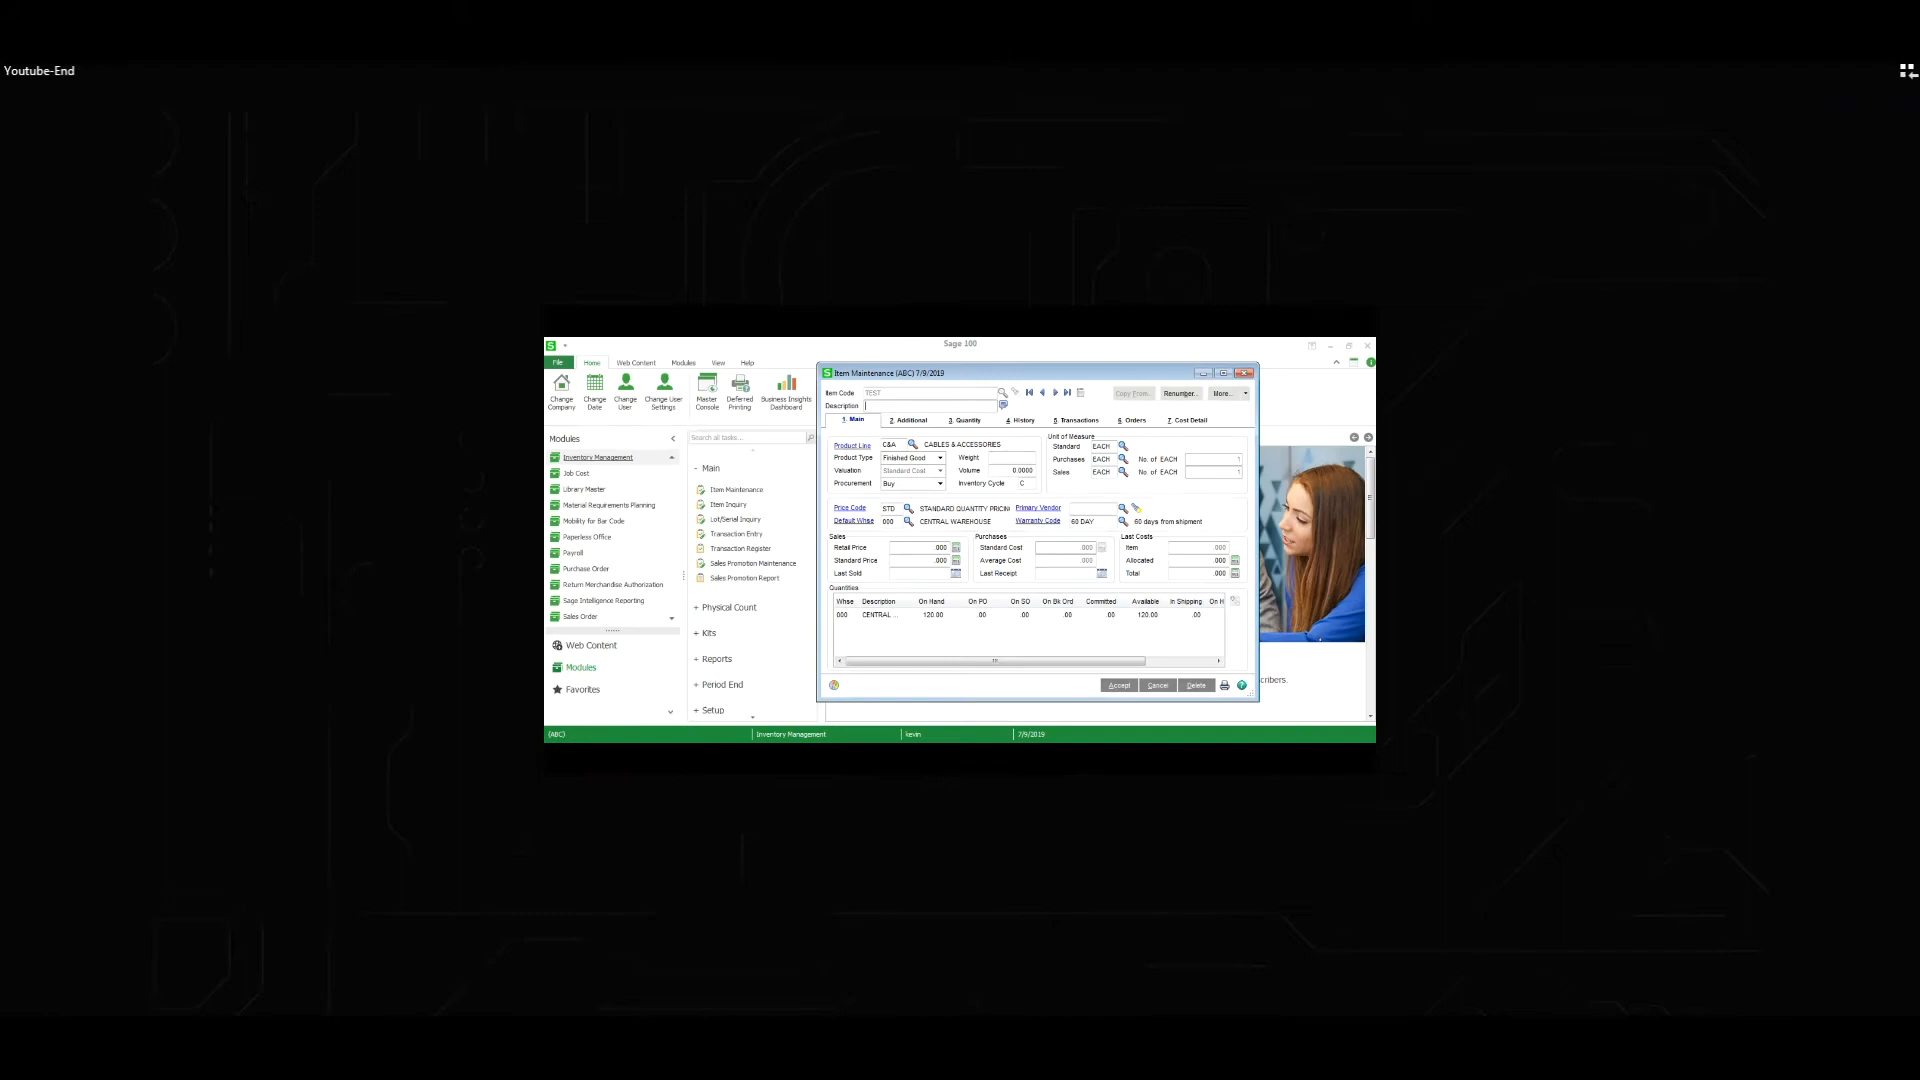 Youtube-End
Sage 100
File Home Web Content Modules View Help
Change Company
Change Date
Change User
Change User Settings
Master Console
Deferred Printing
Business Insights Dashboard
Modules
Inventory Management
Job Cost
Library Master
Material Requirements Planning
Mobility for Bar Code
Paperless Office
Payroll
Purchase Order
Return Merchandise Authorization
Sage Intelligence Reporting
Sales Order
Web Content
Modules
Favorites
Search all tasks...
- Main
Item Maintenance
Item Inquiry
Lot/Serial Inquiry
Transaction Entry
Transaction Register
Sales Promotion Maintenance
Sales Promotion Report
+ Physical Count
+ Kits
+ Reports
+ Period End
+ Setup
Item Maintenance (ABC) 7/9/2019
Item Code TEST
Copy From... Renumber... More...
Description
1. Main 2. Additional 3. Quantity 4. History 5. Transactions 6. Orders 7. Cost Detail
Product Line C&A CABLES & ACCESSORIES
Product Type Finished Good Weight
Valuation Standard Cost Volume 0.0000
Procurement Buy Inventory Cycle C
Unit of Measure
Standard EACH
Purchases EACH No. of EACH 1
Sales EACH No. of EACH 1
Price Code STD STANDARD QUANTITY PRICIN Primary Vendor
Default Whse 000 CENTRAL WAREHOUSE Warranty Code 60 DAY 60 days from shipment
Sales
Retail Price .000
Standard Price .000
Last Sold
Purchases
Standard Cost .000
Average Cost .000
Last Receipt
Last Costs
Item .000
Allocated .000
Total .000
Quantities
Whse Description On Hand On PO On SO On Bk Ord Committed Available In Shipping On H
000 CENTRAL ... 120.00 .00 .00 .00 .00 120.00 .00
Accept Cancel Delete
cribers.
(ABC) Inventory Management kevin 7/9/2019